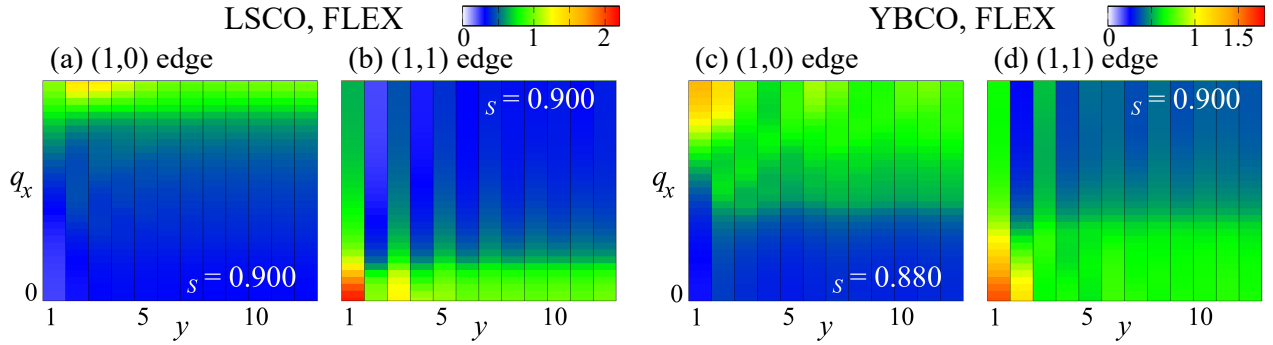 LSCO, FLEX
0 1 2
YBCO, FLEX
0 1 1.5
(a) (1,0) edge
(b) (1,1) edge
(c) (1,0) edge
(d) (1,1) edge
S = 0.900
S = 0.900
qx
qx
S = 0.900
S = 0.880
0
0
1 5 10
1 5 10
1 5 10
1 5 10
y
y
y
y